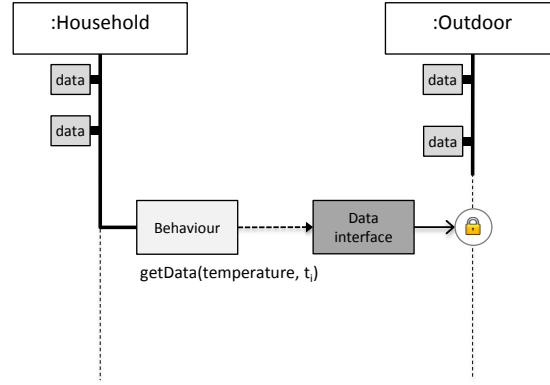 :Household
:Outdoor
data
data
data
data
Behaviour
Data
interface
getData(temperature, tᵢ)